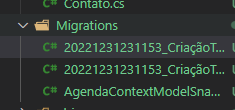 C# Contato.cs
Migrations
C# 20221231231153_CriaçãoT...
C# 20221231231153_CriaçãoT...
C# AgendaContextModelSna...